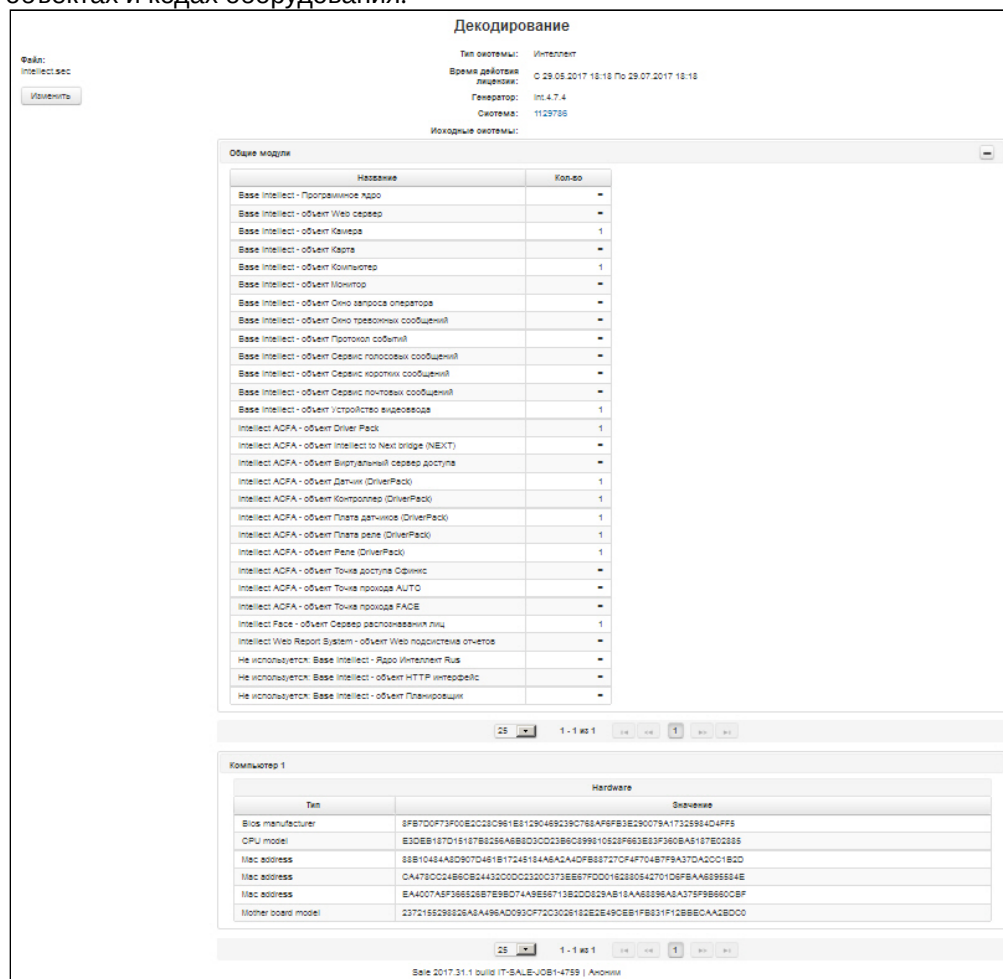 объектах и кодах оборудования.
Декодирование
Файл:
intellect.sec
Изменить
Тип системы: Интеллект
Время действия лицензии: С 29.05.2017 18:18 По 29.07.2017 18:18
Генератор: Int.4.7.4
Система: 1129786
Исходные системы:
Общие модули
Название Кол-во
Base Intellect - Программное ядро -
Base Intellect - объект Web сервер -
Base Intellect - объект Камера 1
Base Intellect - объект Карта -
Base Intellect - объект Компьютер 1
Base Intellect - объект Монитор -
Base Intellect - объект Окно запроса оператора -
Base Intellect - объект Окно тревожных сообщений -
Base Intellect - объект Протокол событий -
Base Intellect - объект Сервис голосовых сообщений -
Base Intellect - объект Сервис коротких сообщений -
Base Intellect - объект Сервис почтовых сообщений -
Base Intellect - объект Устройство видеоввода 1
Intellect ACFA - объект Driver Pack 1
Intellect ACFA - объект Intellect to Next bridge (NEXT) -
Intellect ACFA - объект Виртуальный сервер доступа -
Intellect ACFA - объект Датчик (DriverPack) 1
Intellect ACFA - объект Контроллер (DriverPack) 1
Intellect ACFA - объект Плата датчиков (DriverPack) 1
Intellect ACFA - объект Плата реле (DriverPack) 1
Intellect ACFA - объект Реле (DriverPack) 1
Intellect ACFA - объект Точка доступа Сфинкс -
Intellect ACFA - объект Точка прохода AUTO -
Intellect ACFA - объект Точка прохода FACE -
Intellect Face - объект Сервер распознавания лиц 1
Intellect Web Report System - объект Web подсистема отчетов -
Не используется: Base Intellect - Ядро Интеллект Rus -
Не используется: Base Intellect - объект HTTP интерфейс -
Не используется: Base Intellect - объект Планировщик -
25 1 - 1 из 1 1
Компьютер 1
Hardware
Тип Значение
Bios manufacturer
CPU model
Mac address
Mac address
Mac address
Mother board model
25 1 - 1 из 1 1
Sale 2017.31.1 build IT-SALE-JOB1-4759 | Аноним